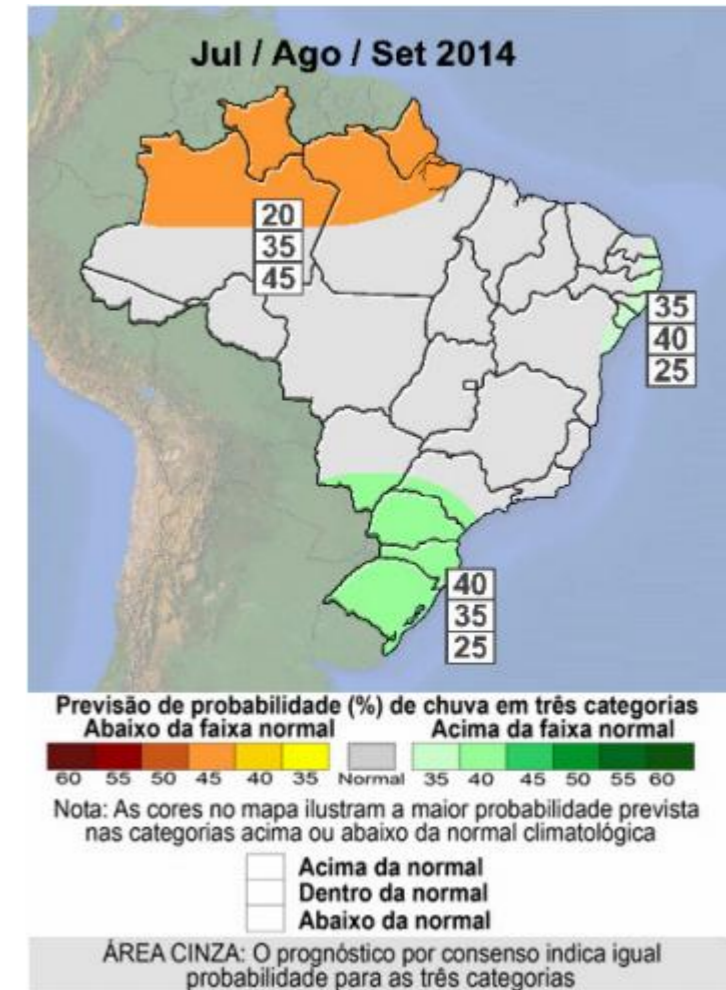 Jul / Ago / Set 2014
20
35
45
35
40
25
40
35
25
Previsão de probabilidade (%) de chuva em três categorias
Abaixo da faixa normal Acima da faixa normal
60 55 50 45 40 35 Normal 35 40 45 50 55 60
Nota: As cores no mapa ilustram a maior probabilidade prevista
nas categorias acima ou abaixo da normal climatológica
Acima da normal
Dentro da normal
Abaixo da normal
ÁREA CINZA: O prognóstico por consenso indica igual
probabilidade para as três categorias